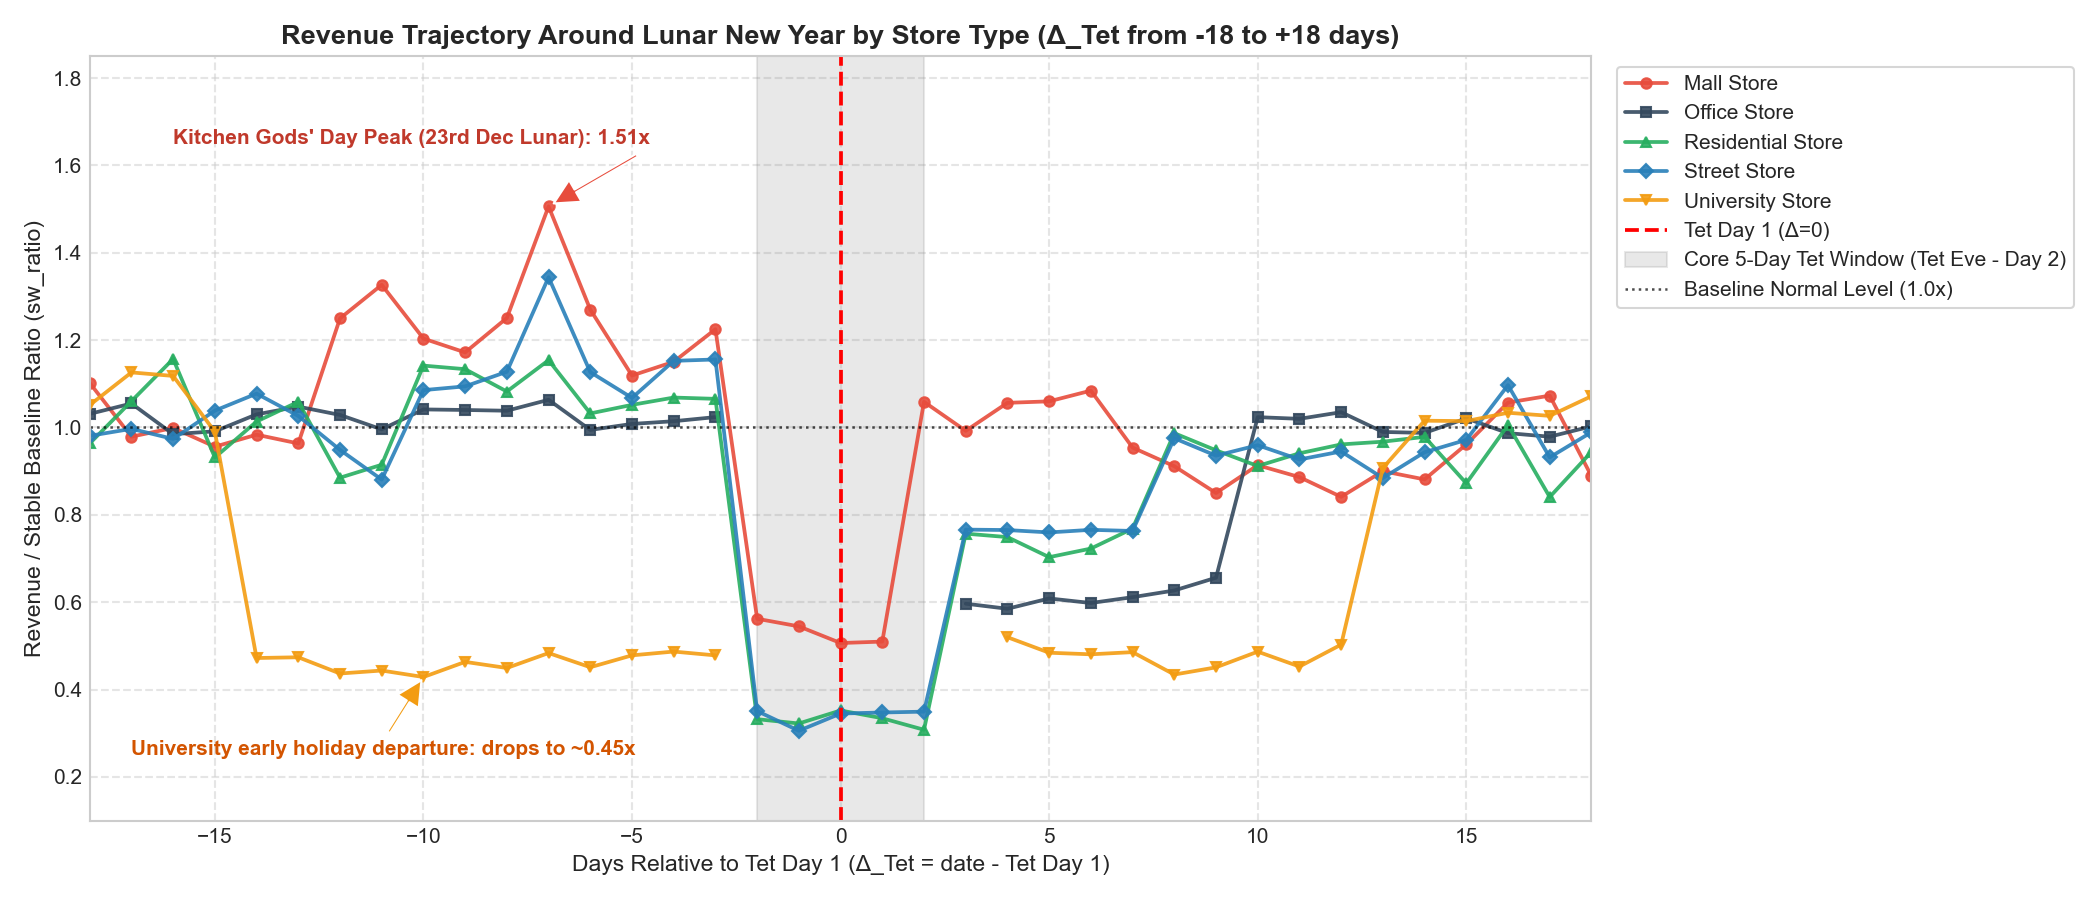 Revenue Trajectory Around Lunar New Year by Store Type (Δ_Tet from -18 to +18 days)
Revenue / Stable Baseline Ratio (sw_ratio)
1.8
1.6
1.4
1.2
1.0
0.8
0.6
0.4
0.2
Kitchen Gods' Day Peak (23rd Dec Lunar): 1.51x
University early holiday departure: drops to ~0.45x
−15
−10
−5
0
5
10
15
Days Relative to Tet Day 1 (Δ_Tet = date - Tet Day 1)
Mall Store
Office Store
Residential Store
Street Store
University Store
Tet Day 1 (Δ=0)
Core 5-Day Tet Window (Tet Eve - Day 2)
Baseline Normal Level (1.0x)